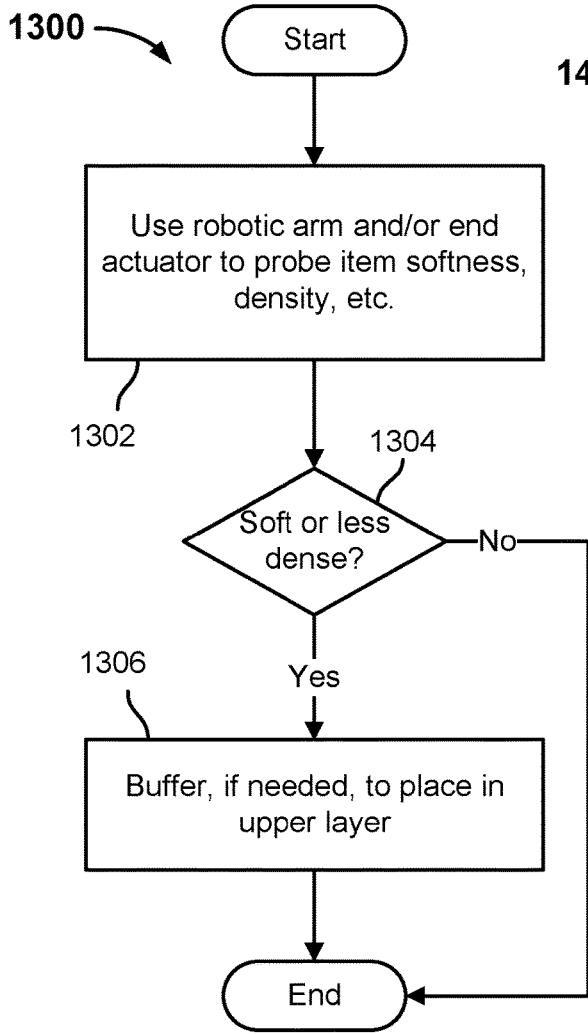 1300
Start
14
Use robotic arm and/or end
actuator to probe item softness,
density, etc.
1302
1304
Soft or less
dense?
No
Yes
1306
Buffer, if needed, to place in
upper layer
End